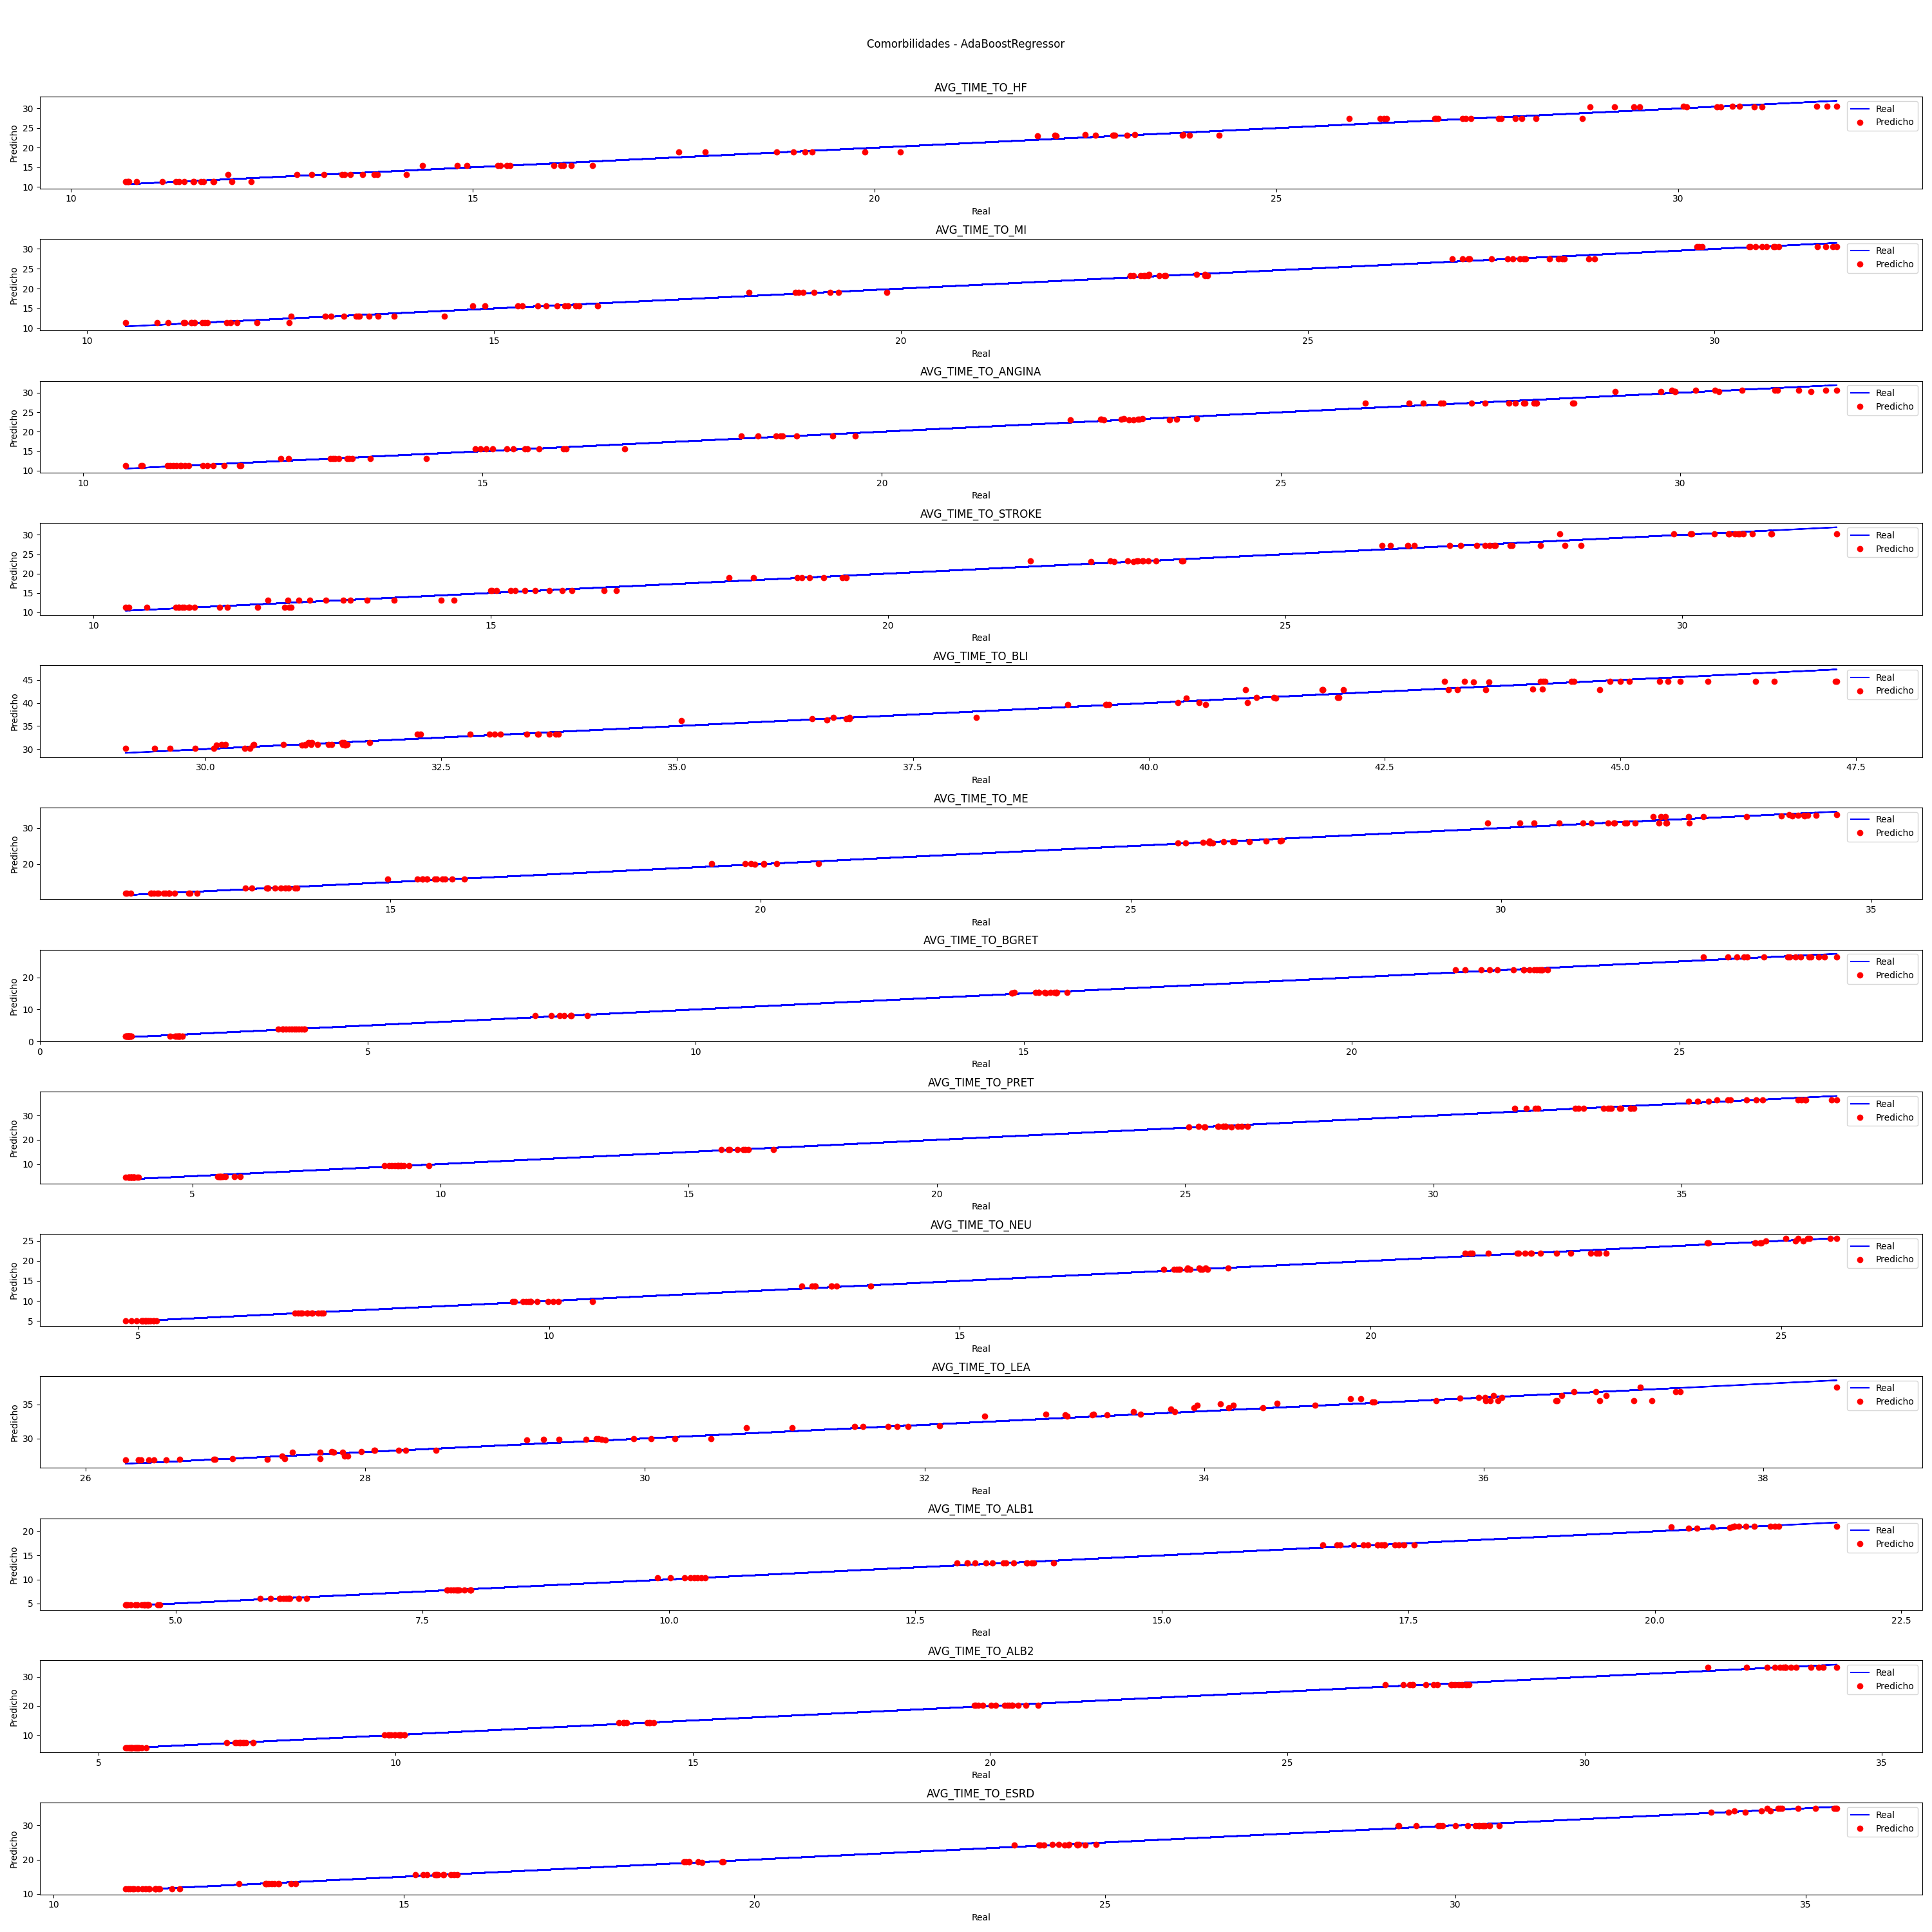 Comorbilidades - AdaBoostRegressor
AVG_TIME_TO_HF
Predicho
30
25
20
15
10
Real
Predicho
10 15 20 25 30
Real
AVG_TIME_TO_MI
Predicho
30
25
20
15
10
Real
Predicho
10 15 20 25 30
Real
AVG_TIME_TO_ANGINA
Predicho
30
25
20
15
10
Real
Predicho
10 15 20 25 30
Real
AVG_TIME_TO_STROKE
Predicho
30
25
20
15
10
Real
Predicho
10 15 20 25 30
Real
AVG_TIME_TO_BLI
Predicho
45
40
35
30
Real
Predicho
30.0 32.5 35.0 37.5 40.0 42.5 45.0 47.5
Real
AVG_TIME_TO_ME
Predicho
30
20
Real
Predicho
15 20 25 30 35
Real
AVG_TIME_TO_BGRET
Predicho
20
10
0
Real
Predicho
0 5 10 15 20 25
Real
AVG_TIME_TO_PRET
Predicho
30
20
10
Real
Predicho
5 10 15 20 25 30 35
Real
AVG_TIME_TO_NEU
Predicho
25
20
15
10
5
Real
Predicho
5 10 15 20 25
Real
AVG_TIME_TO_LEA
Predicho
35
30
Real
Predicho
26 28 30 32 34 36 38
Real
AVG_TIME_TO_ALB1
Predicho
20
15
10
5
Real
Predicho
5.0 7.5 10.0 12.5 15.0 17.5 20.0 22.5
Real
AVG_TIME_TO_ALB2
Predicho
30
20
10
Real
Predicho
5 10 15 20 25 30 35
Real
AVG_TIME_TO_ESRD
Predicho
30
20
10
Real
Predicho
10 15 20 25 30 35
Real